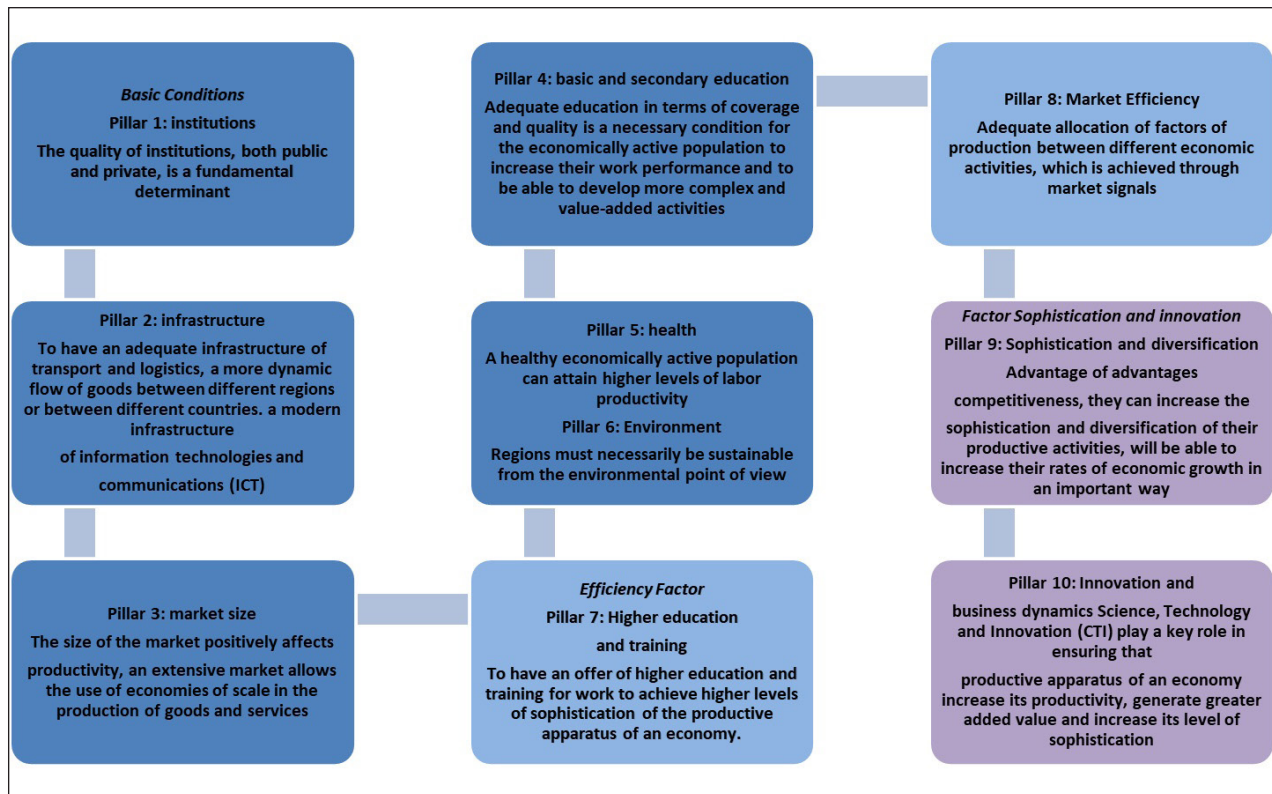 Basic Conditions
Pillar 1: institutions
The quality of institutions, both public
and private, is a fundamental
determinant
Pillar 2: infrastructure
To have an adequate infrastructure of
transport and logistics, a more dynamic
flow of goods between different regions
or between different countries. a modern
infrastructure
of information technologies and
communications (ICT)
Pillar 3: market size
The size of the market positively affects
productivity, an extensive market allows
the use of economies of scale in the
production of goods and services
Pillar 4: basic and secondary education
Adequate education in terms of coverage
and quality is a necessary condition for
the economically active population to
increase their work performance and to
be able to develop more complex and
value-added activities
Pillar 5: health
A healthy economically active population
can attain higher levels of labor
productivity
Pillar 6: Environment
Regions must necessarily be sustainable
from the environmental point of view
Efficiency Factor
Pillar 7: Higher education
and training
To have an offer of higher education and
training for work to achieve higher levels
of sophistication of the productive
apparatus of an economy.
Pillar 8: Market Efficiency
Adequate allocation of factors of
production between different economic
activities, which is achieved through
market signals
Factor Sophistication and innovation
Pillar 9: Sophistication and diversification
Advantage of advantages
competitiveness, they can increase the
sophistication and diversification of their
productive activities, will be able to
increase their rates of economic growth in
an important way
Pillar 10: Innovation and
business dynamics Science, Technology
and Innovation (CTI) play a key role in
ensuring that
productive apparatus of an economy
increase its productivity, generate greater
added value and increase its level of
sophistication